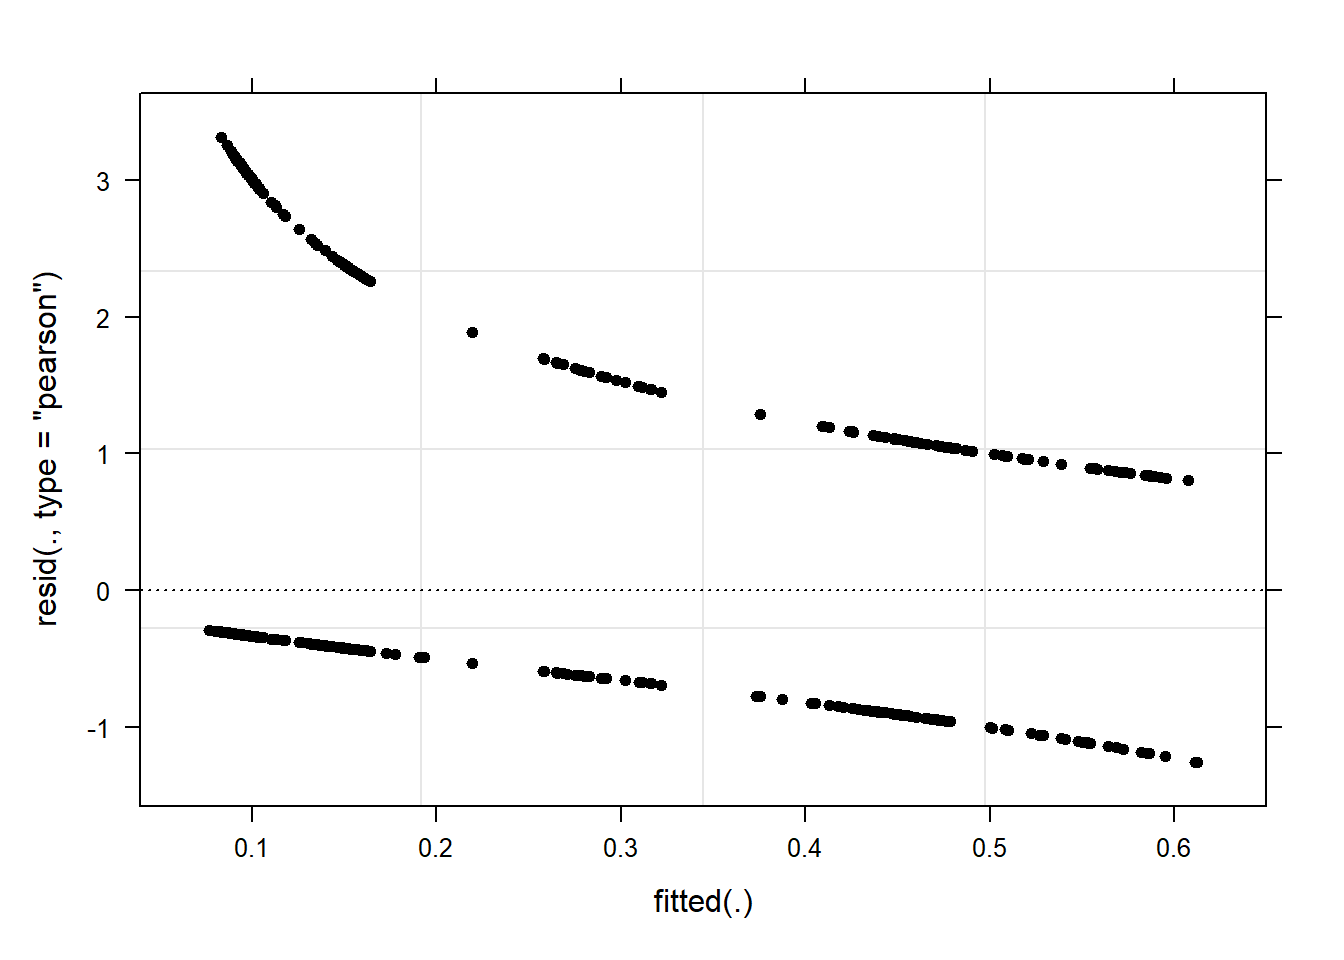 resid(., type = "pearson")
3
2
1
0
-1
0.1 0.2 0.3 0.4 0.5 0.6
fitted(.)